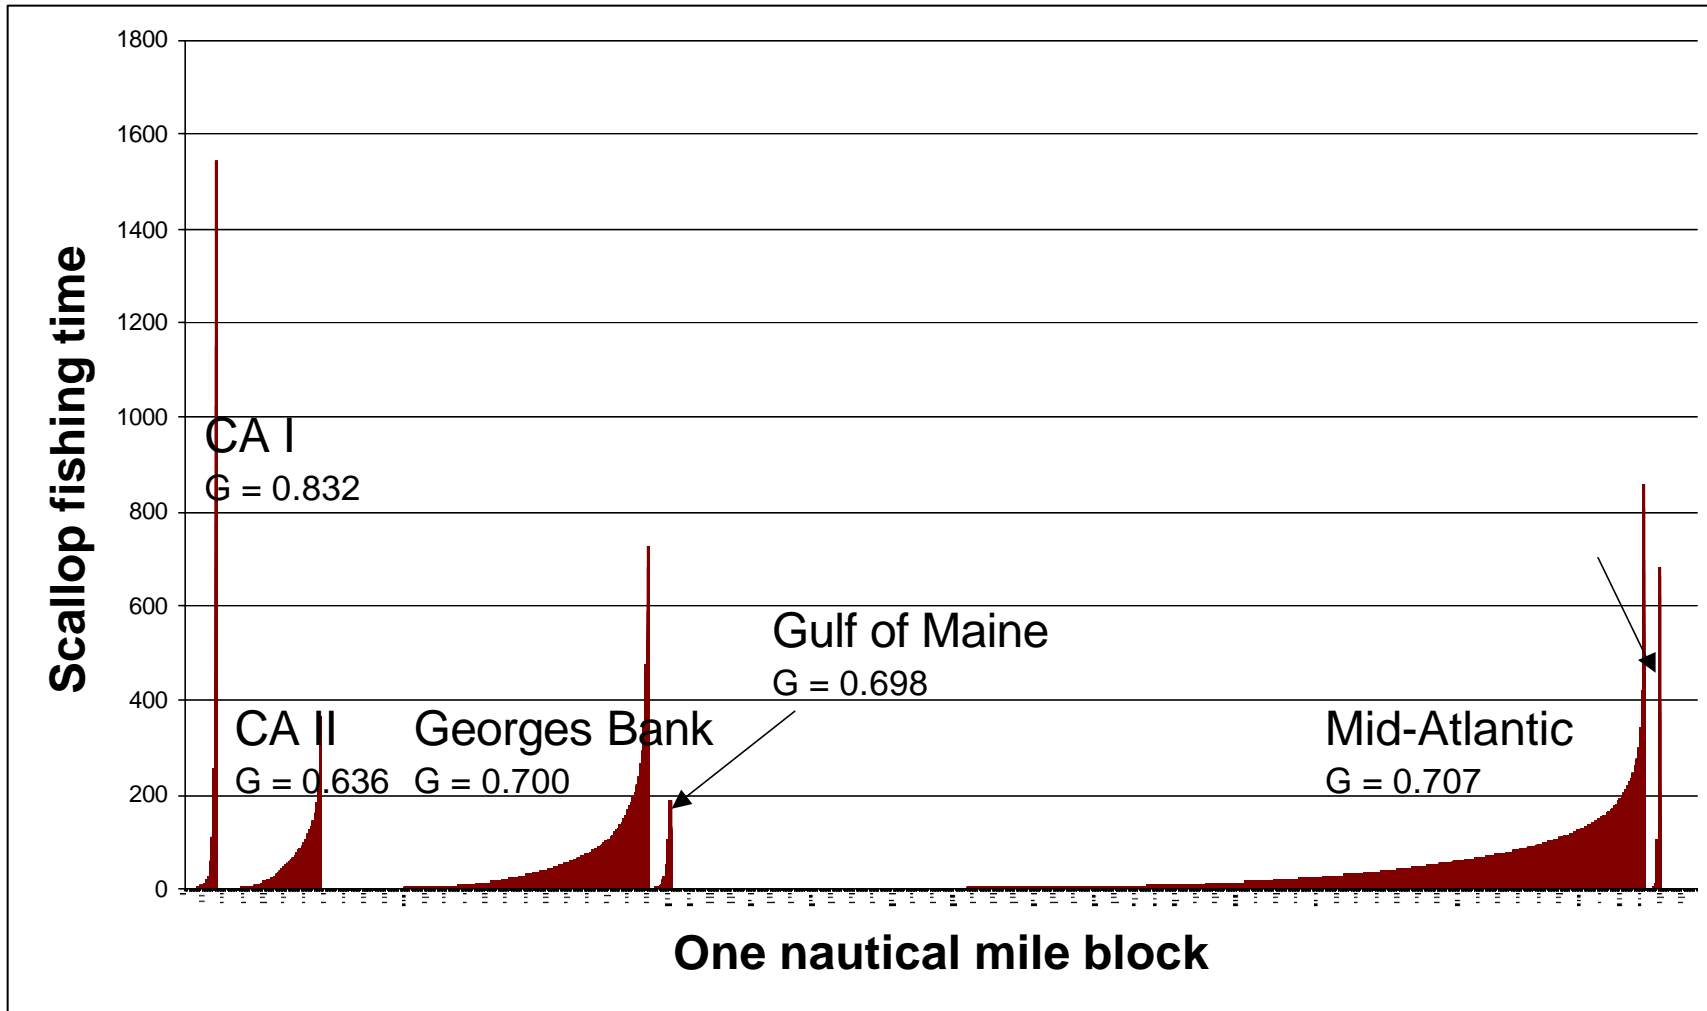 1800
1600
1400
1200
1000
800
600
400
200
0
Scallop fishing time
CA I
G = 0.832
CA II
G = 0.636
Georges Bank
G = 0.700
Gulf of Maine
G = 0.698
Mid-Atlantic
G = 0.707
One nautical mile block